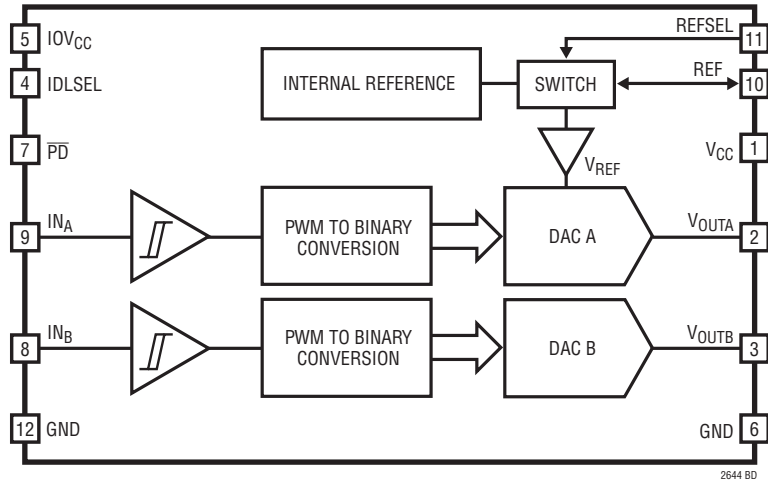 5 IOVCC
REFSEL 11
4 IDLSEL
INTERNAL REFERENCE
SWITCH
REF 10
7 PD
VCC 1
VREF
9 INA
PWM TO BINARY
CONVERSION
DAC A
VOUTA 2
8 INB
PWM TO BINARY
CONVERSION
DAC B
VOUTB 3
12 GND
GND 6
2644 BD